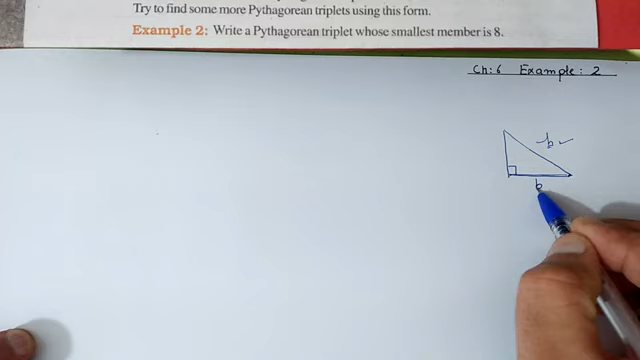 Try to find some more Pythagorean triplets using this form.
Example 2: Write a Pythagorean triplet whose smallest member is 8.
Ch: 6 Example: 2
h
b